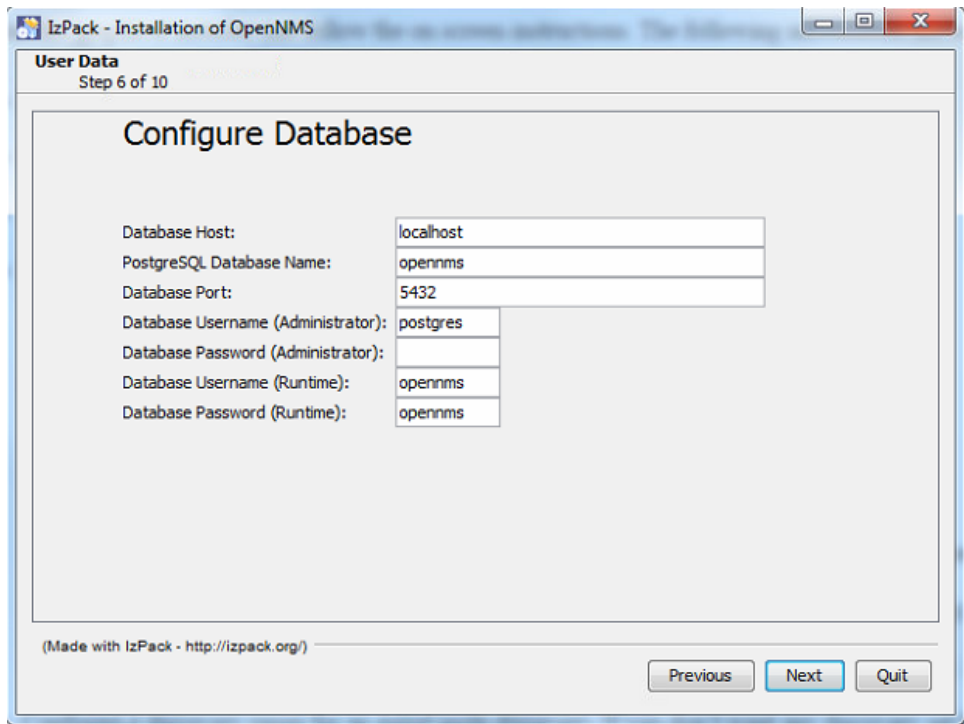 IzPack - Installation of OpenNMS
User Data
Step 6 of 10
Configure Database
Database Host: localhost
PostgreSQL Database Name: opennms
Database Port: 5432
Database Username (Administrator): postgres
Database Password (Administrator):
Database Username (Runtime): opennms
Database Password (Runtime): opennms
(Made with IzPack - http://izpack.org/)
Previous Next Quit